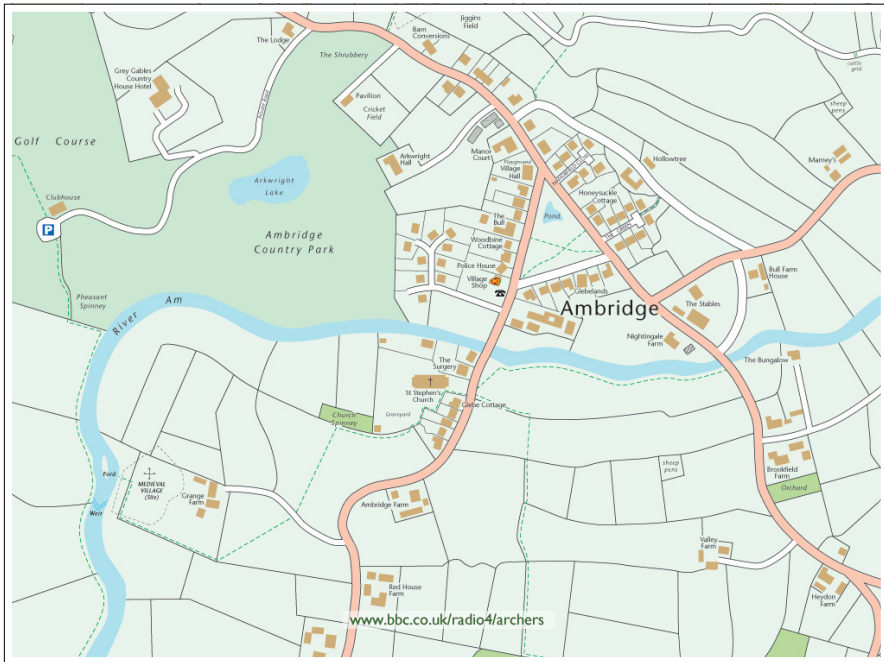 Jiggins
Field
The Lodge
Barn
Conversions
The Shrubbery
cattle
grid
Grey Gables
Country
House Hotel
Pavilion
Cricket
Field
sheep
pens
Golf Course
Manor
Court
Playground
Village
Hall
Arkwright
Hall
Hollowtree
Marney's
Arkwright
Lake
Honeysuckle
Cottage
Clubhouse
P
The
Bull
Pond
THE GREEN
Ambridge
Country Park
Woodbine
Cottage
Police House
Village
Shop
Bull Farm
House
Glebelands
Pheasant
Spinney
River Am
Ambridge
The Stables
Nightingale
Farm
The
Surgery
The Bungalow
St Stephen's
Church
Glebe Cottage
Church
Spinney
Graveyard
Ford
MEDIEVAL
VILLAGE
(Site)
Grange
Farm
sheep
pens
Brookfield
Farm
Orchard
Weir
Ambridge Farm
Valley
Farm
Red House
Farm
Heydon
Farm
www.bbc.co.uk/radio4/archers